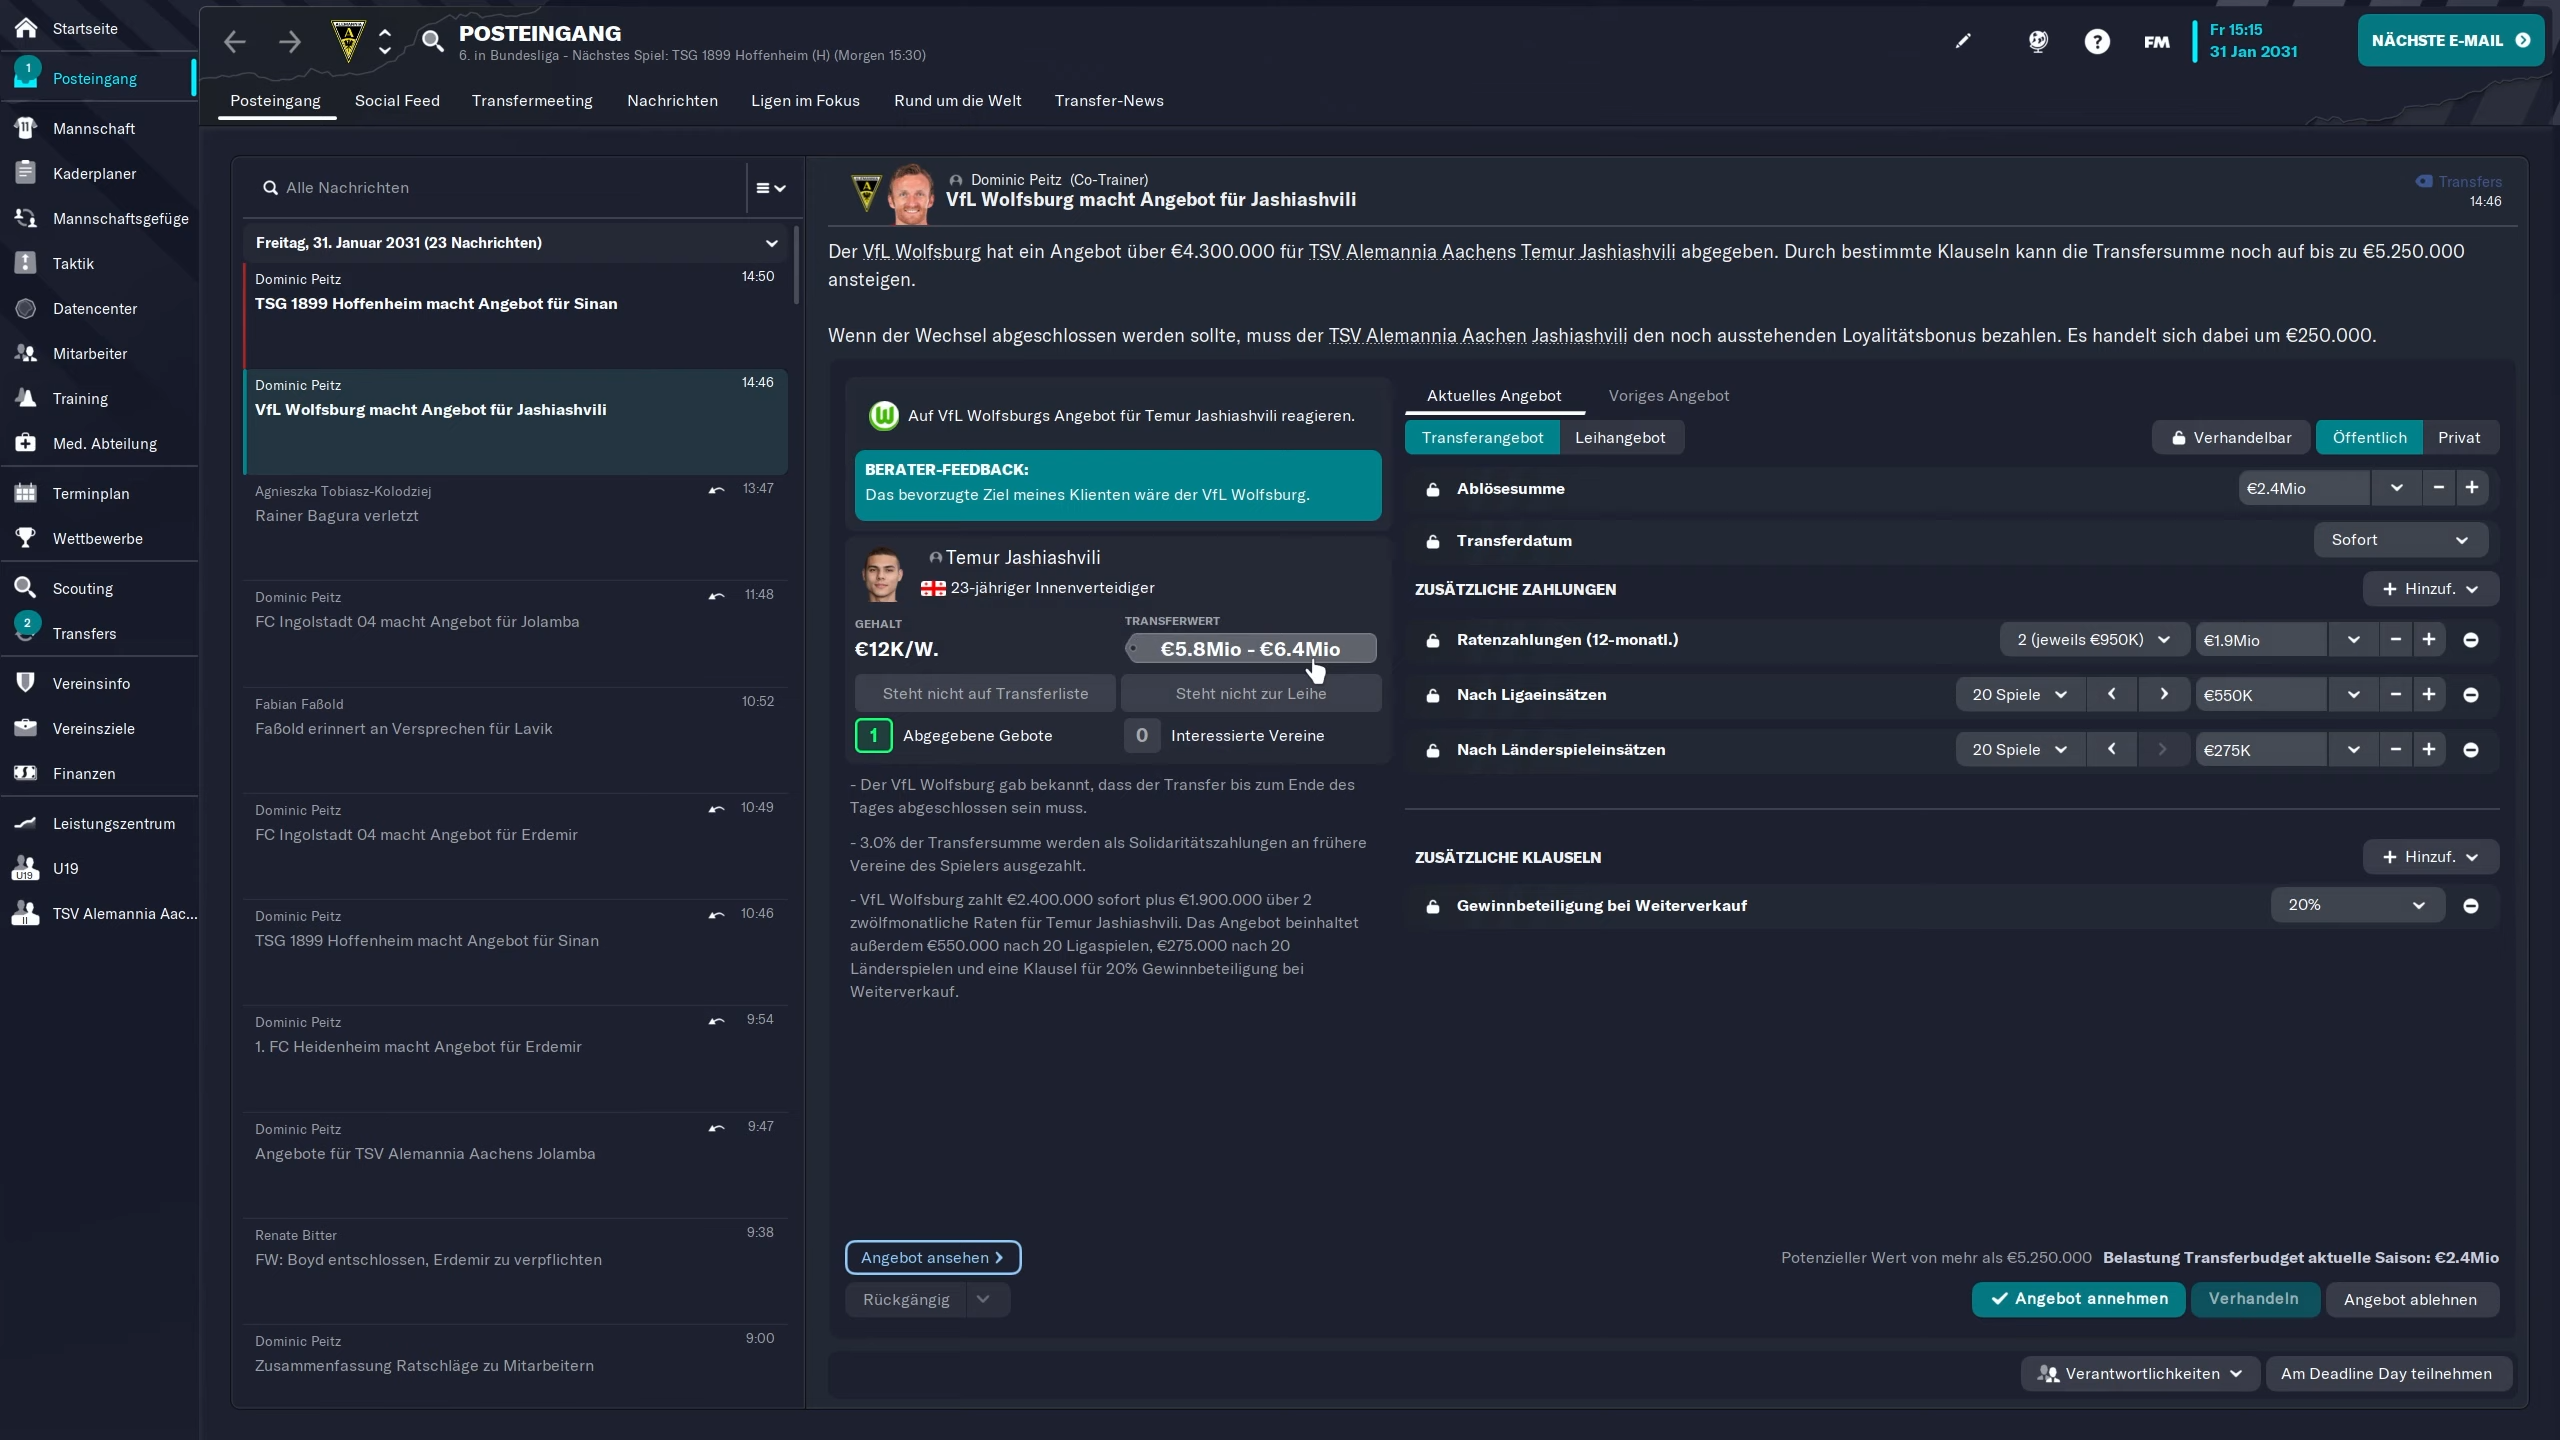 Startseite
1
Posteingang
Mannschaft
Kaderplaner
Mannschaftsgefüge
Taktik
Datencenter
Mitarbeiter
Training
Med. Abteilung
Terminplan
Wettbewerbe
Scouting
2
Transfers
Vereinsinfo
Vereinsziele
Finanzen
Leistungszentrum
U19
U19
II
TSV Alemannia Aac...
POSTEINGANG
6. in Bundesliga - Nächstes Spiel: TSG 1899 Hoffenheim (H) (Morgen 15:30)
FM
Fr 15:15
31 Jan 2031
NÄCHSTE E-MAIL
Posteingang Social Feed Transfermeeting Nachrichten Ligen im Fokus Rund um die Welt Transfer-News
Alle Nachrichten
Freitag, 31. Januar 2031 (23 Nachrichten)
Dominic Peitz 14:50
TSG 1899 Hoffenheim macht Angebot für Sinan
Dominic Peitz 14:46
VfL Wolfsburg macht Angebot für Jashiashvili
Agnieszka Tobiasz-Kolodziej 13:47
Rainer Bagura verletzt
Dominic Peitz 11:48
FC Ingolstadt 04 macht Angebot für Jolamba
Fabian Faßold 10:52
Faßold erinnert an Versprechen für Lavik
Dominic Peitz 10:49
FC Ingolstadt 04 macht Angebot für Erdemir
Dominic Peitz 10:46
TSG 1899 Hoffenheim macht Angebot für Sinan
Dominic Peitz 9:54
1. FC Heidenheim macht Angebot für Erdemir
Dominic Peitz 9:47
Angebote für TSV Alemannia Aachens Jolamba
Renate Bitter 9:38
FW: Boyd entschlossen, Erdemir zu verpflichten
Dominic Peitz 9:00
Zusammenfassung Ratschläge zu Mitarbeitern
Dominic Peitz (Co-Trainer)
VfL Wolfsburg macht Angebot für Jashiashvili
Transfers
14:46
Der VfL Wolfsburg hat ein Angebot über €4.300.000 für TSV Alemannia Aachens Temur Jashiashvili abgegeben. Durch bestimmte Klauseln kann die Transfersumme noch auf bis zu €5.250.000
ansteigen.
Wenn der Wechsel abgeschlossen werden sollte, muss der TSV Alemannia Aachen Jashiashvili den noch ausstehenden Loyalitätsbonus bezahlen. Es handelt sich dabei um €250.000.
Auf VfL Wolfsburgs Angebot für Temur Jashiashvili reagieren.
BERATER-FEEDBACK:
Das bevorzugte Ziel meines Klienten wäre der VfL Wolfsburg.
Temur Jashiashvili
23-jähriger Innenverteidiger
GEHALT TRANSFERWERT
€12K/W. €5.8Mio - €6.4Mio
Steht nicht auf Transferliste Steht nicht zur Leihe
1 Abgegebene Gebote 0 Interessierte Vereine
- Der VfL Wolfsburg gab bekannt, dass der Transfer bis zum Ende des
Tages abgeschlossen sein muss.
- 3.0% der Transfersumme werden als Solidaritätszahlungen an frühere
Vereine des Spielers ausgezahlt.
- VfL Wolfsburg zahlt €2.400.000 sofort plus €1.900.000 über 2
zwölfmonatliche Raten für Temur Jashiashvili. Das Angebot beinhaltet
außerdem €550.000 nach 20 Ligaspielen, €275.000 nach 20
Länderspielen und eine Klausel für 20% Gewinnbeteiligung bei
Weiterverkauf.
Angebot ansehen
Rückgängig
Aktuelles Angebot Voriges Angebot
Transferangebot Leihangebot Verhandelbar Öffentlich Privat
Ablösesumme €2.4Mio
Transferdatum Sofort
ZUSÄTZLICHE ZAHLUNGEN Hinzuf.
Ratenzahlungen (12-monatl.) 2 (jeweils €950K) €1.9Mio
Nach Ligaeinsätzen 20 Spiele €550K
Nach Länderspieleinsätzen 20 Spiele €275K
ZUSÄTZLICHE KLAUSELN Hinzuf.
Gewinnbeteiligung bei Weiterverkauf 20%
Potenzieller Wert von mehr als €5.250.000 Belastung Transferbudget aktuelle Saison: €2.4Mio
Angebot annehmen Verhandeln Angebot ablehnen
Verantwortlichkeiten Am Deadline Day teilnehmen